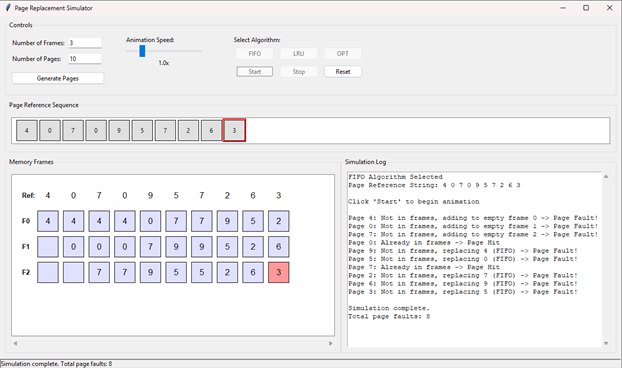 Page Replacement Simulator
Controls
Number of Frames: 3
Number of Pages: 10
Generate Pages
Animation Speed:
1.0x
Select Algorithm:
FIFO LRU OPT
Start Stop Reset
Page Reference Sequence
4 0 7 0 9 5 7 2 6 3
Memory Frames
Ref: 4 0 7 0 9 5 7 2 6 3
F0 4 4 4 4 0 7 7 9 5 2
F1 0 0 0 7 9 9 5 2 6
F2 7 7 9 5 5 2 6 3
Simulation Log
FIFO Algorithm Selected
Page Reference String: 4 0 7 0 9 5 7 2 6 3
Click 'Start' to begin animation
Page 4: Not in frames, adding to empty frame 0 -> Page Fault!
Page 0: Not in frames, adding to empty frame 1 -> Page Fault!
Page 7: Not in frames, adding to empty frame 2 -> Page Fault!
Page 0: Already in frames -> Page Hit
Page 9: Not in frames, replacing 4 (FIFO) -> Page Fault!
Page 5: Not in frames, replacing 0 (FIFO) -> Page Fault!
Page 7: Already in frames -> Page Hit
Page 2: Not in frames, replacing 7 (FIFO) -> Page Fault!
Page 6: Not in frames, replacing 9 (FIFO) -> Page Fault!
Page 3: Not in frames, replacing 5 (FIFO) -> Page Fault!
Simulation complete.
Total page faults: 8
Simulation complete. Total page faults: 8